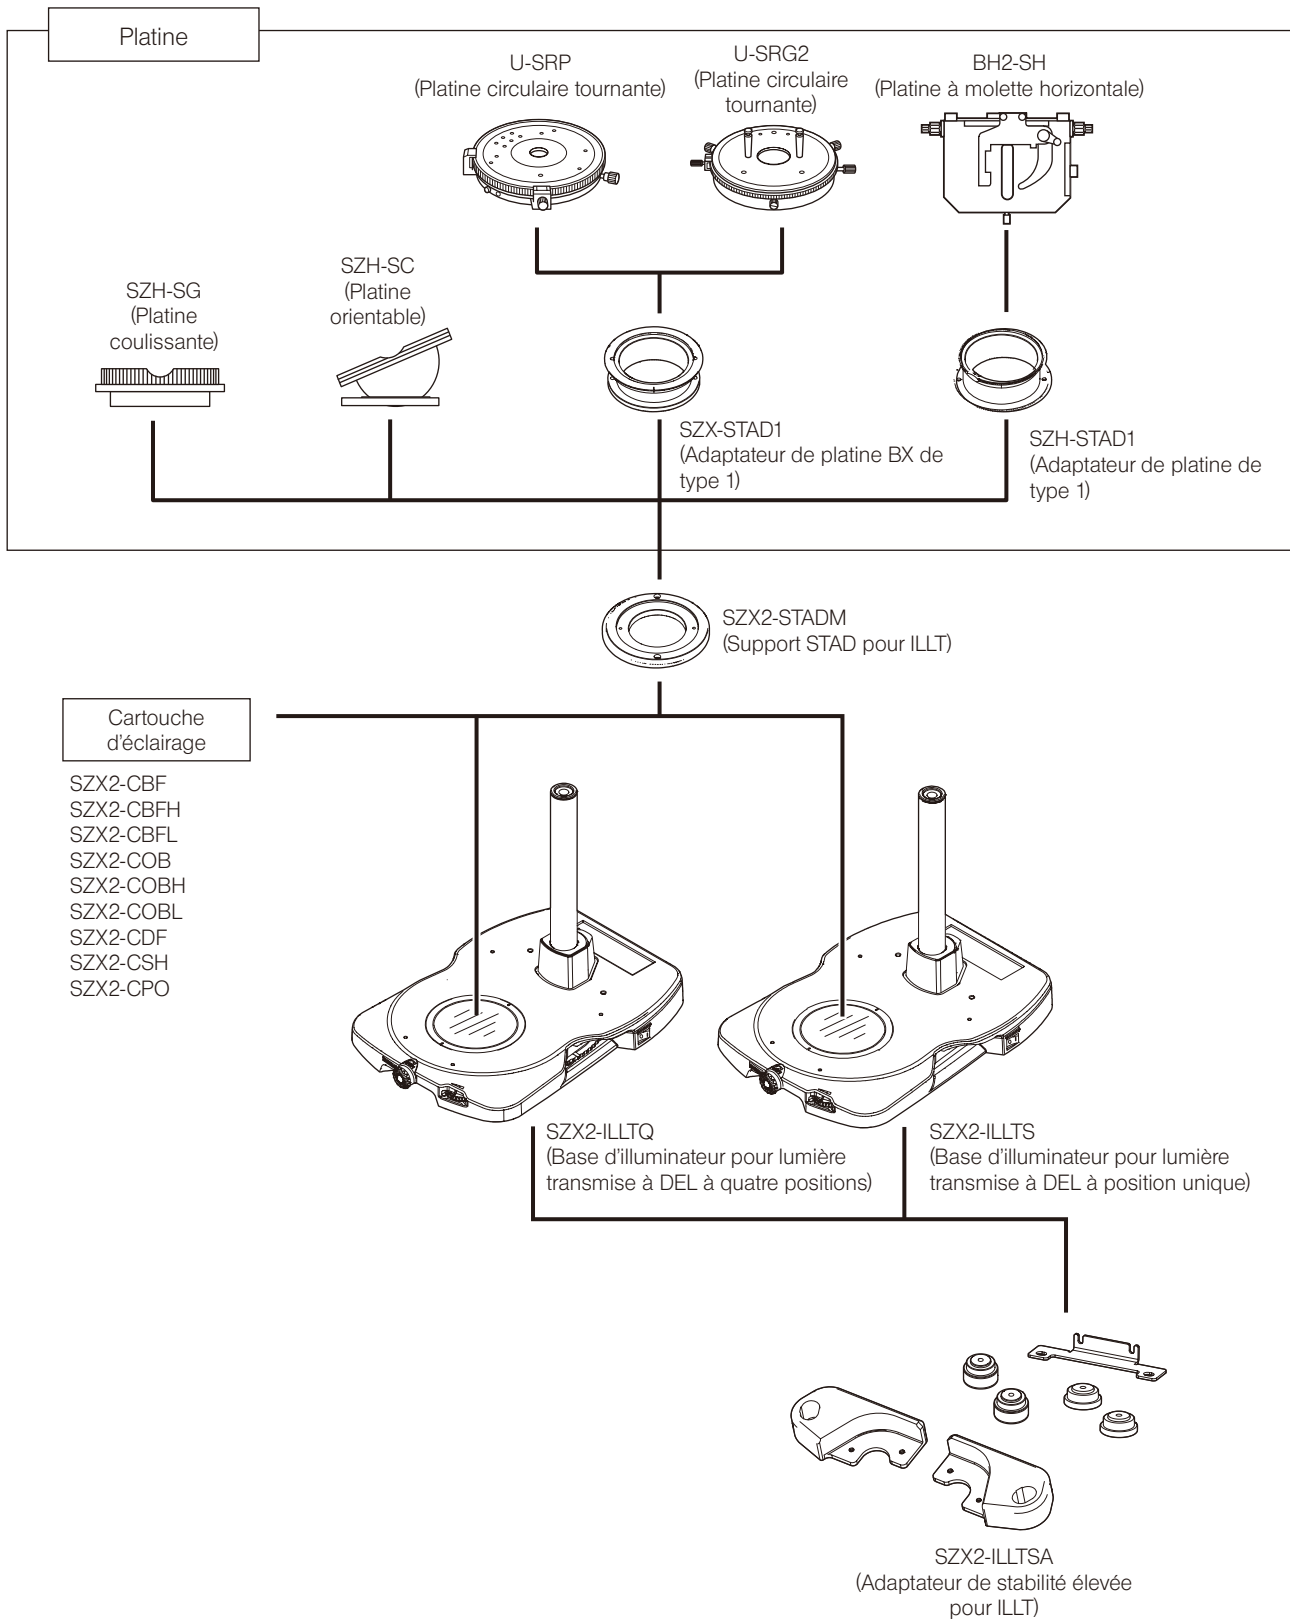 Platine
U-SRP
(Platine circulaire tournante)
U-SRG2
(Platine circulaire
tournante)
BH2-SH
(Platine à molette horizontale)
SZH-SG
(Platine
coulissante)
SZH-SC
(Platine
orientable)
SZX-STAD1
(Adaptateur de platine BX de
type 1)
SZH-STAD1
(Adaptateur de platine de
type 1)
SZX2-STADM
(Support STAD pour ILLT)
Cartouche
d'éclairage
SZX2-CBF
SZX2-CBFH
SZX2-CBFL
SZX2-COB
SZX2-COBH
SZX2-COBL
SZX2-CDF
SZX2-CSH
SZX2-CPO
SZX2-ILLTQ
(Base d'illuminateur pour lumière
transmise à DEL à quatre positions)
SZX2-ILLTS
(Base d'illuminateur pour lumière
transmise à DEL à position unique)
SZX2-ILLTSA
(Adaptateur de stabilité élevée
pour ILLT)